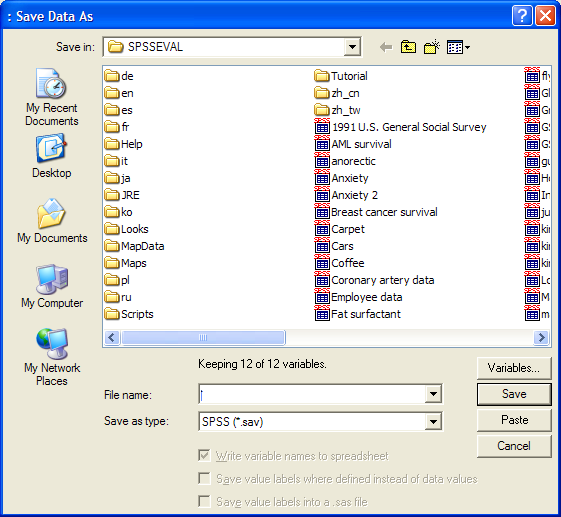 : Save Data As
Save in:
SPSSEVAL
My Recent
Documents
Desktop
My Documents
My Computer
My Network
Places
de
en
es
fr
Help
it
ja
JRE
ko
Looks
MapData
Maps
pl
ru
Scripts
Tutorial
zh_cn
zh_tw
1991 U.S. General Social Survey
AML survival
anorectic
Anxiety
Anxiety 2
Breast cancer survival
Carpet
Cars
Coffee
Coronary artery data
Employee data
Fat surfactant
Keeping 12 of 12 variables.
Variables...
File name:
Save
Save as type:
SPSS (*.sav)
Paste
Cancel
Write variable names to spreadsheet
Save value labels where defined instead of data values
Save value labels into a .sas file